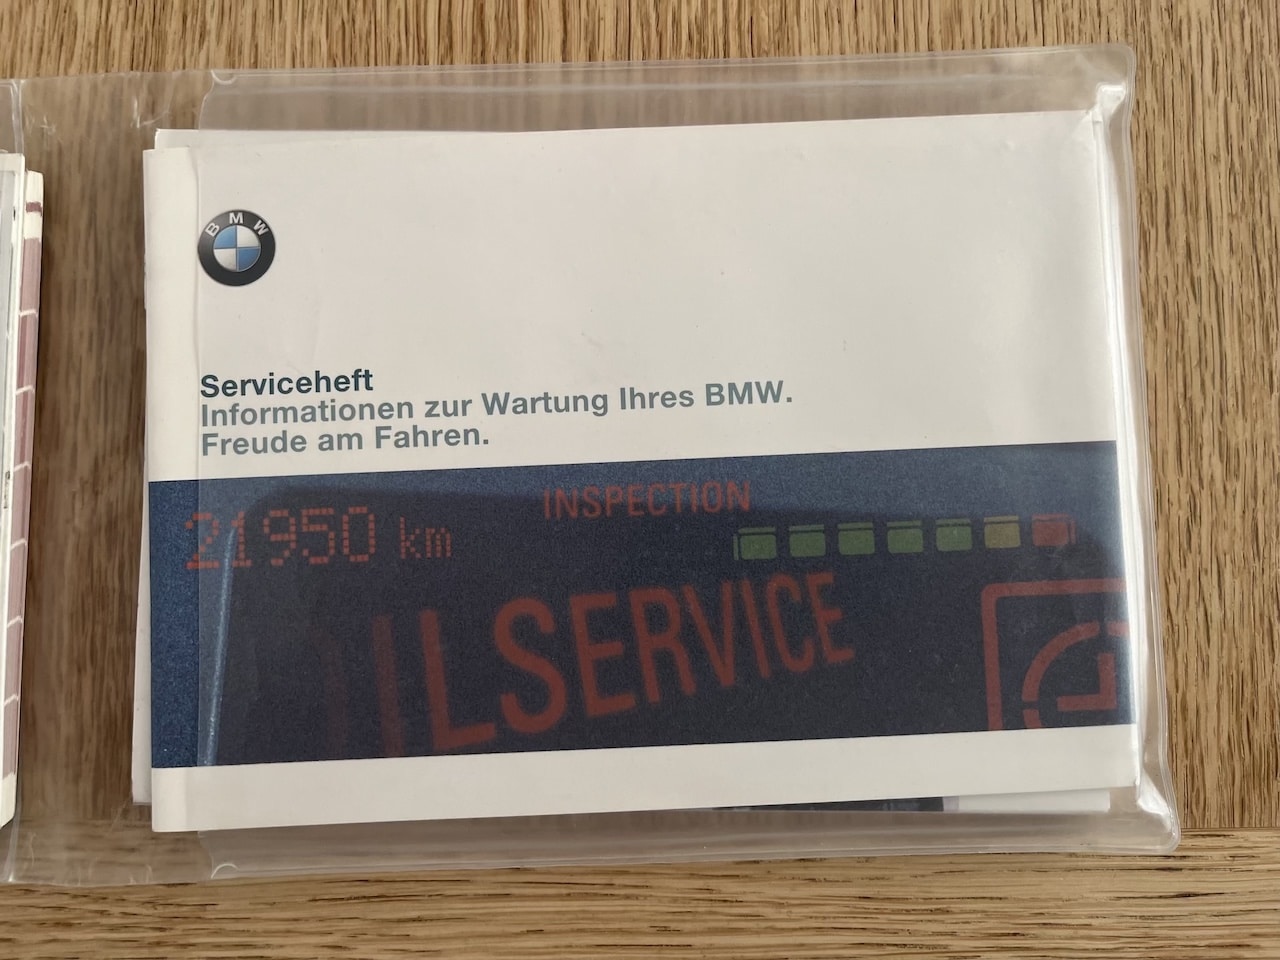 BMW
Serviceheft
Informationen zur Wartung Ihres BMW.
Freude am Fahren.
INSPECTION
21950 km
LSERVICE